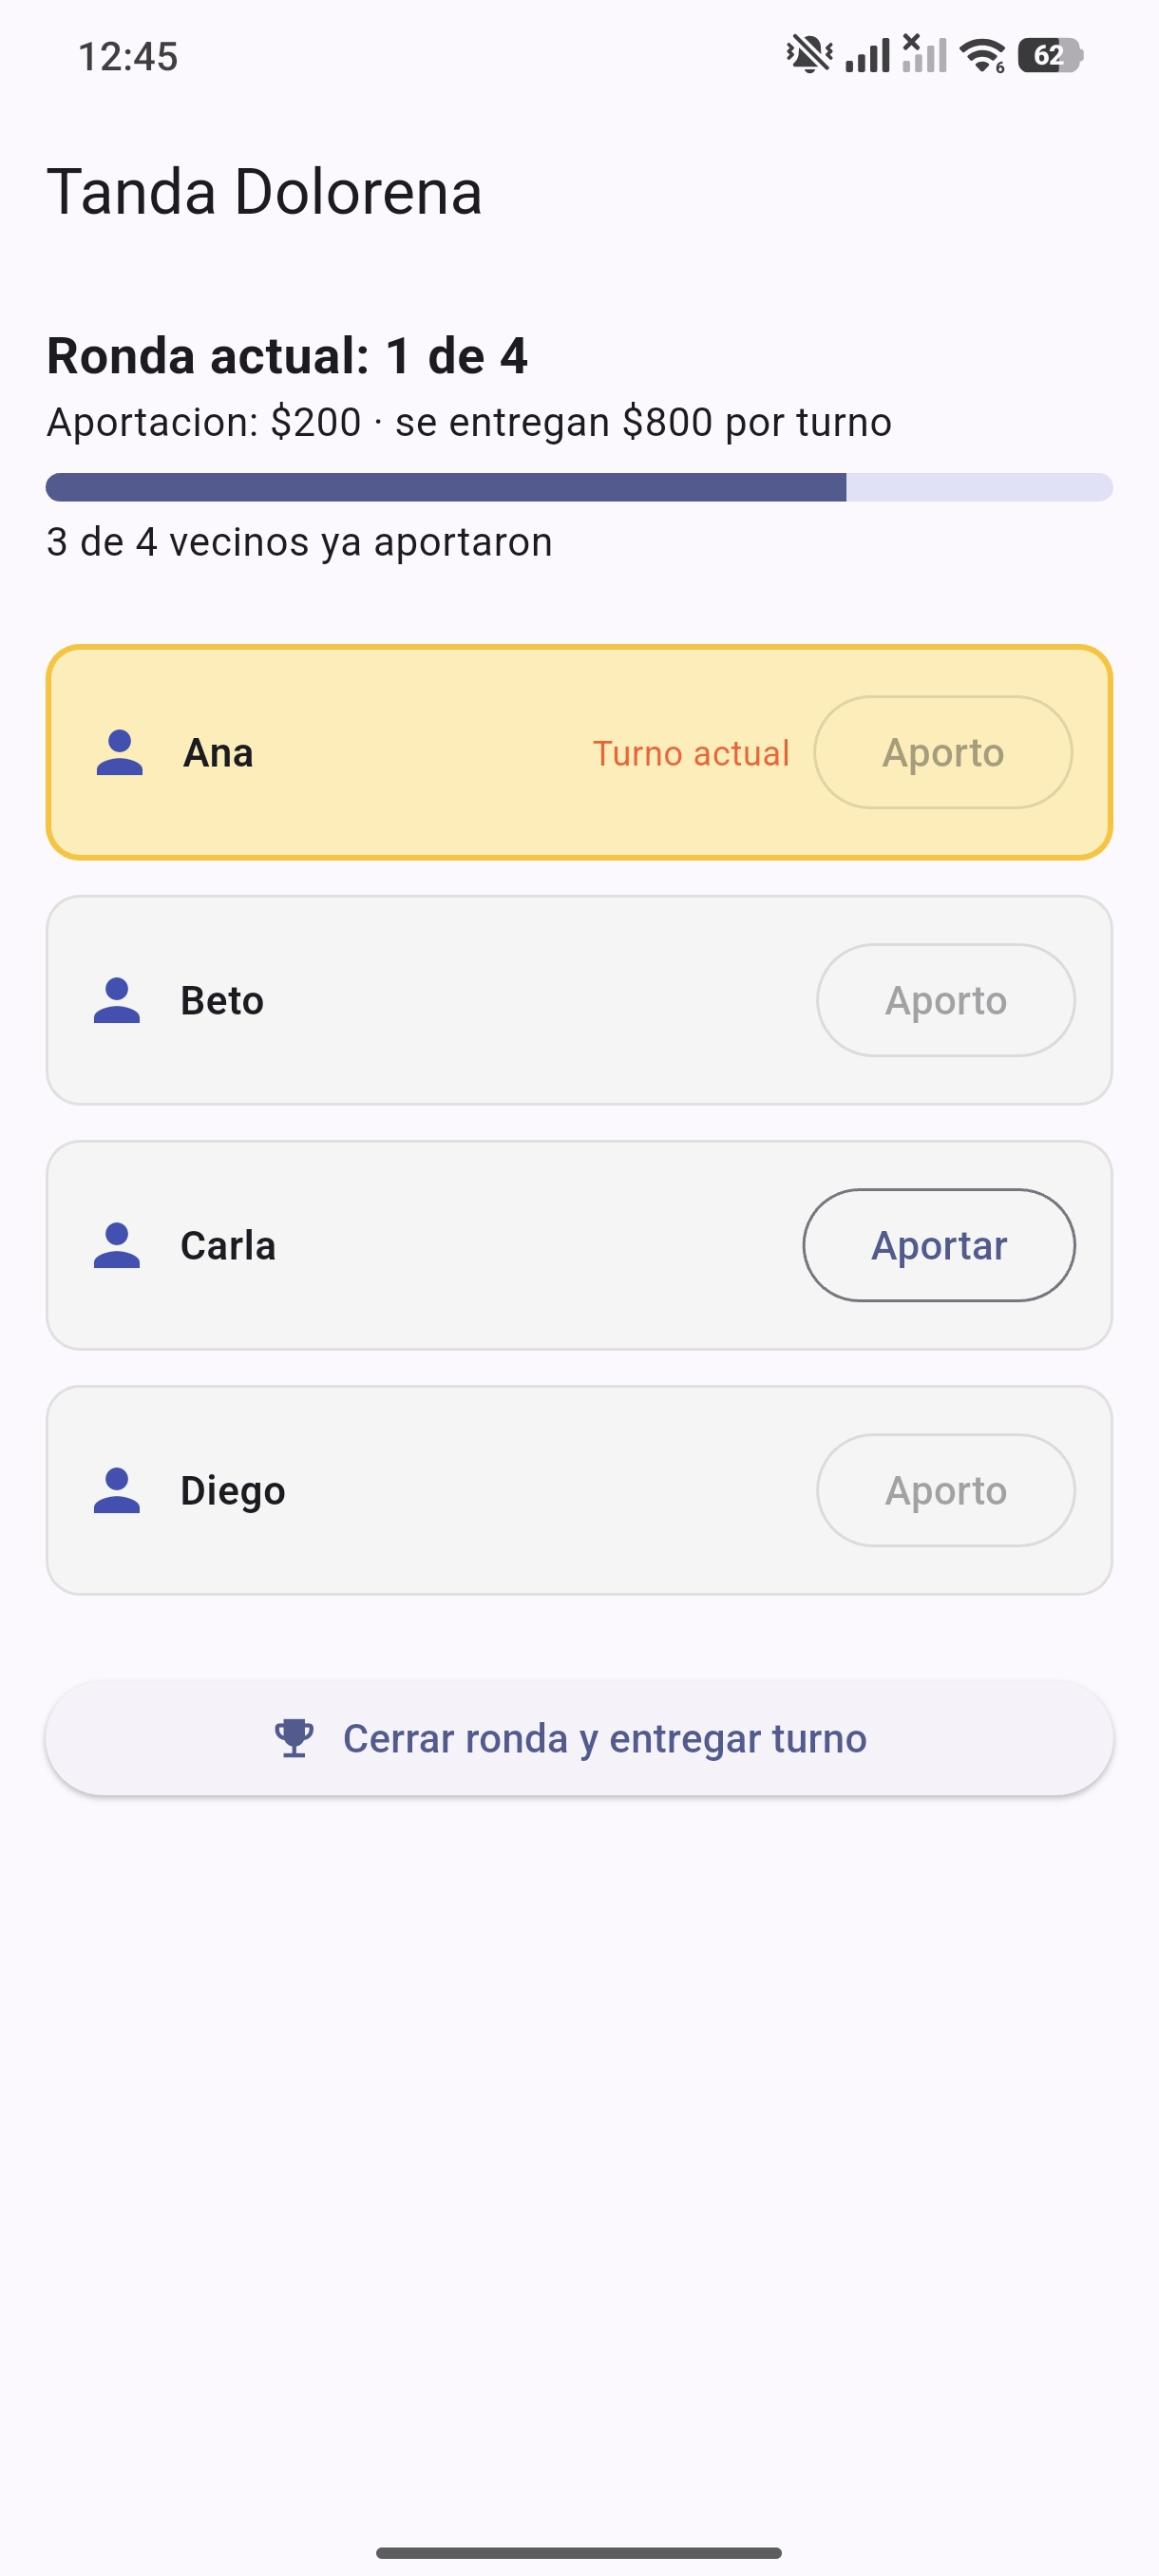 12:45
6
62
Tanda Dolorena
Ronda actual: 1 de 4
Aportacion: $200 · se entregan $800 por turno
3 de 4 vecinos ya aportaron
Ana Turno actual Aporto
Beto Aporto
Carla Aportar
Diego Aporto
Cerrar ronda y entregar turno